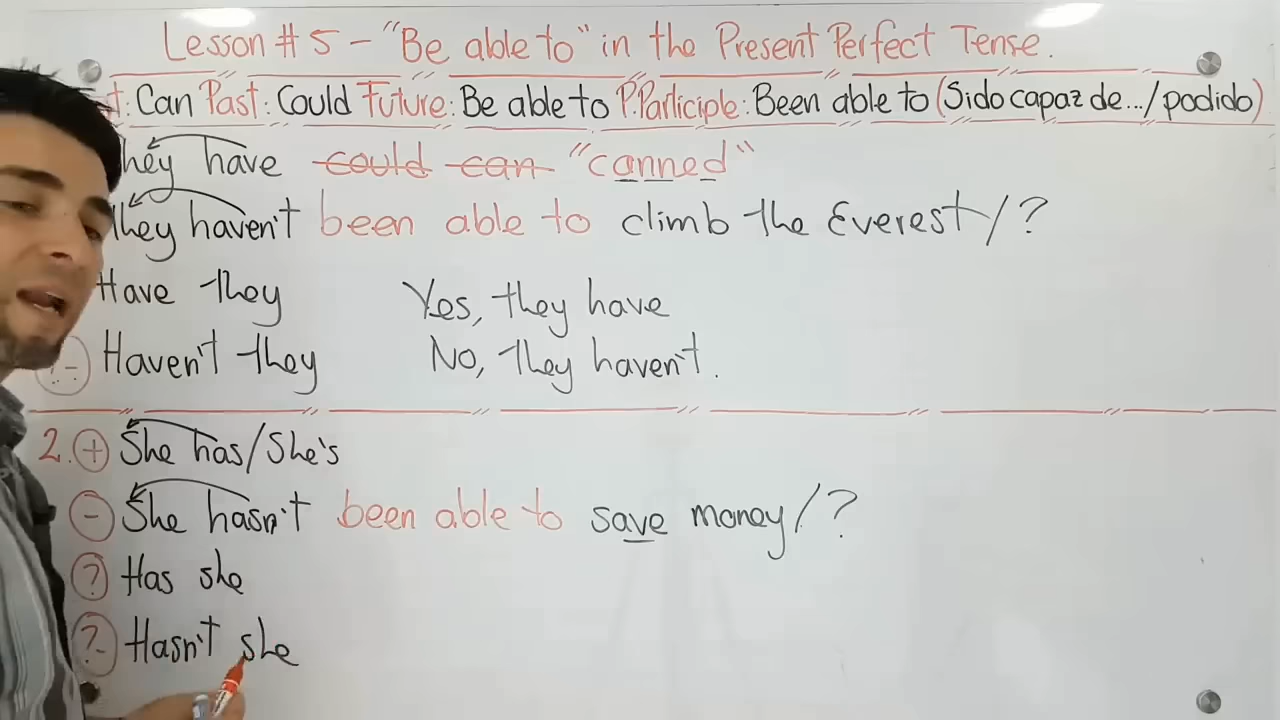 Lesson # 5 - "Be able to" in the Present Perfect Tense.
Can Past: Could Future: Be able to P.Participle: Been able to (Sido capaz de.../podido)
They have could can "canned"
They haven't been able to climb the Everest/?
Have they Yes, they have
?- Haven't they No, they haven't.
2. + She has/She's
- She hasn't been able to save money/?
? Has she
?- Hasn't she